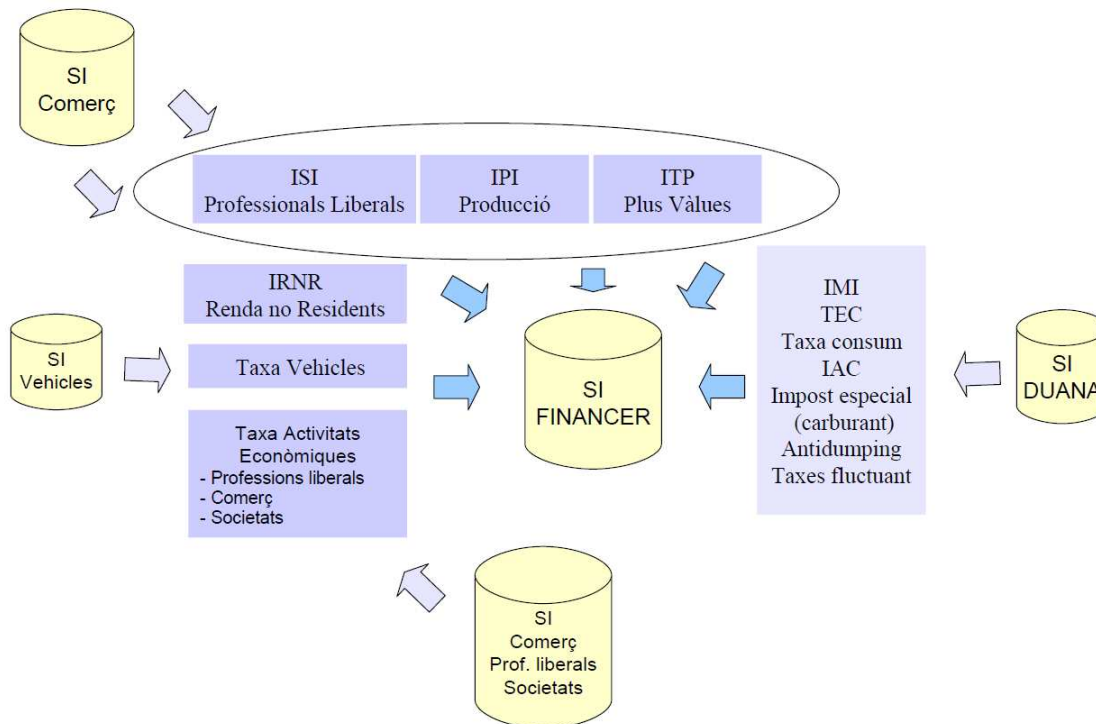 SI
Comerç
ISI
Professionals Liberals
IPI
Producció
ITP
Plus Vàlues
IRNR
Renda no Residents
SI
Vehicles
Taxa Vehicles
Taxa Activitats
Econòmiques
- Professions liberals
- Comerç
- Societats
SI
FINANCER
IMI
TEC
Taxa consum
IAC
Impost especial
(carburant)
Antidumping
Taxes fluctuant
SI
DUANA
SI
Comerç
Prof. liberals
Societats